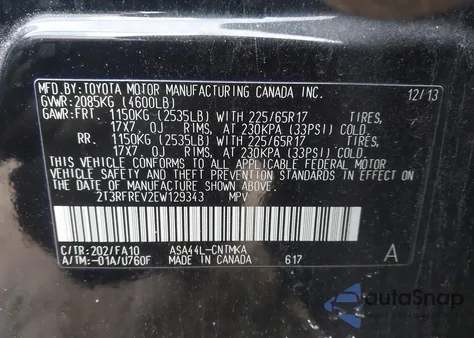 MFD.BY:TOYOTA MOTOR MANUFACTURING CANADA INC. 12/13
GVWR:2085KG (4600LB)
GAWR:FRT. 1150KG (2535LB) WITH 225/65R17 TIRES,
17X7.0J RIMS, AT 230KPA (33PSI) COLD.
RR. 1150KG (2535LB) WITH 225/65R17 TIRES,
17X7.0J RIMS, AT 230KPA (33PSI) COLD.
THIS VEHICLE CONFORMS TO ALL APPLICABLE FEDERAL MOTOR
VEHICLE SAFETY AND BUMPER STANDARDS IN EFFECT ON THE
DATE OF MANUFACTURE SHOWN ABOVE.
2T3RFREV2EW129343 MPV
C/TR:202/FA10 ASA44L-CNTMKA A
A/TM:-01A/U760F MADE IN CANADA 617
autoSnap